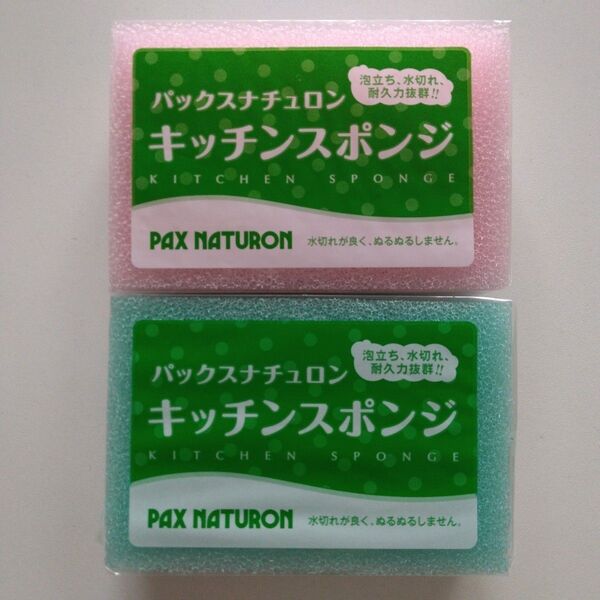 泡立ち、水切れ、
耐久力抜群!!
パックスナチュロン
キッチンスポンジ
KITCHEN SPONGE
PAX NATURON 水切れが良く、ぬるぬるしません。
泡立ち、水切れ、
耐久力抜群!!
パックスナチュロン
キッチンスポンジ
KITCHEN SPONGE
PAX NATURON 水切れが良く、ぬるぬるしません。